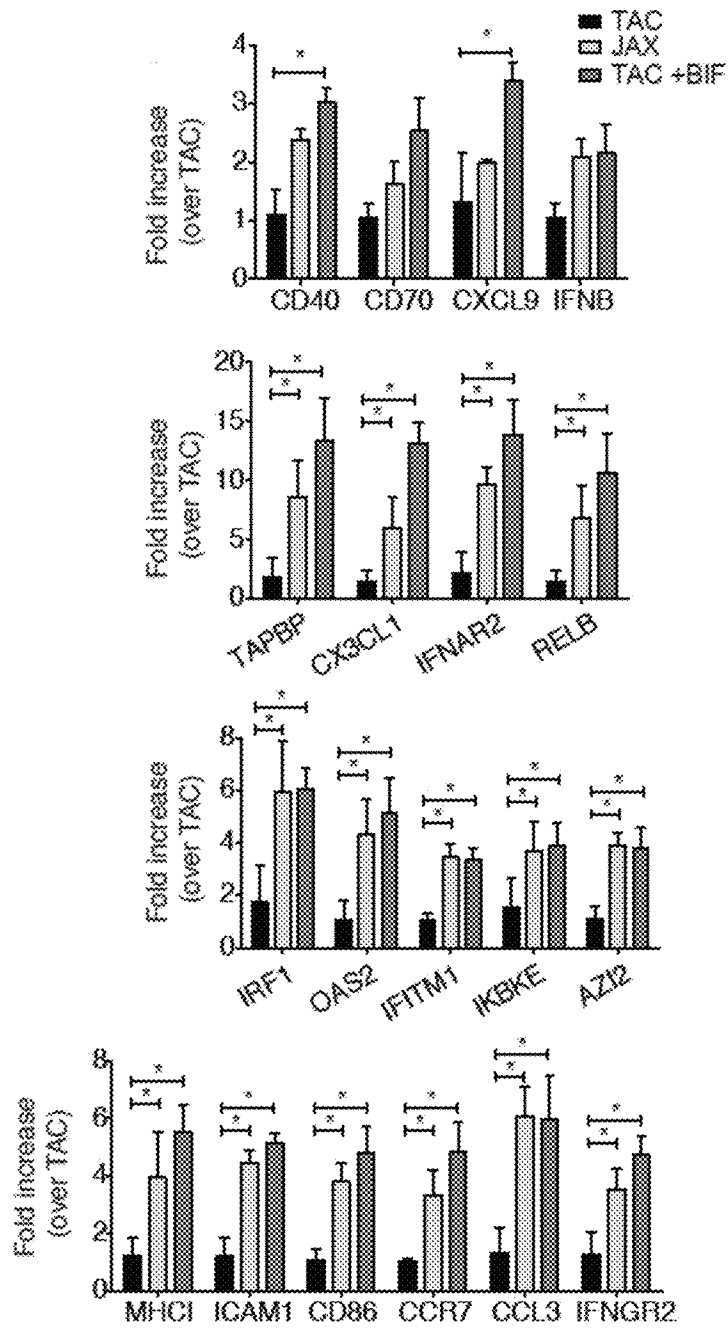 TAC
JAX
TAC +BIF
Fold increase
(over TAC)
4
3
2
1
0
*
*
CD40 CD70 CXCL9 IFNB
Fold increase
(over TAC)
20
15
10
5
0
* * * *
* * * *
TAPBP CX3CL1 IFNAR2 RELB
Fold increase
(over TAC)
8
6
4
2
0
* * * * *
* * * * *
IRF1 OAS2 IFITM1 IKBKE AZI2
Fold increase
(over TAC)
8
6
4
2
0
* * * * * *
* * * * * *
MHCI ICAM1 CD86 CCR7 CCL3 IFNGR2